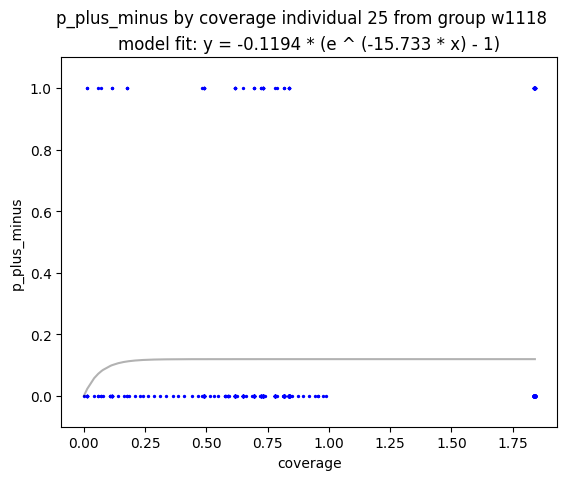 p_plus_minus by coverage individual 25 from group w1118
model fit: y = -0.1194 * (e ^ (-15.733 * x) - 1)
1.0
0.8
0.6
0.4
0.2
0.0
p_plus_minus
0.00 0.25 0.50 0.75 1.00 1.25 1.50 1.75
coverage